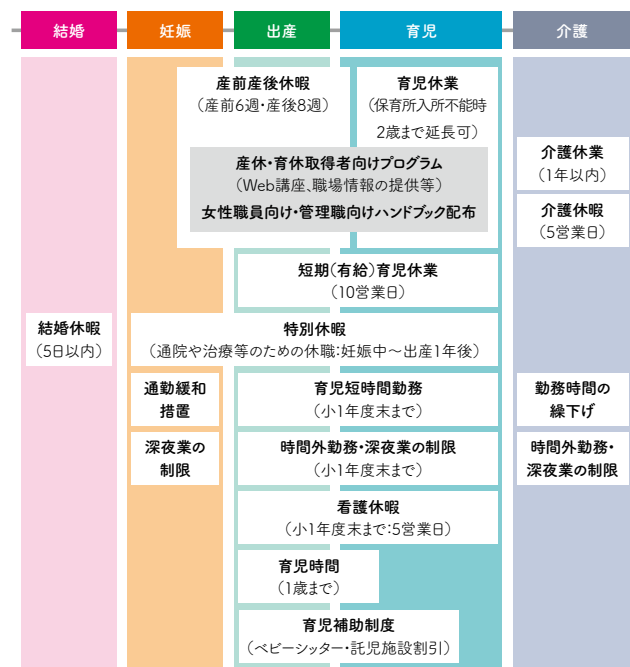 結婚
妊娠
出産
育児
介護
産前産後休暇
（産前6週・産後8週）
育児休業
（保育所入所不能時
2歳まで延長可）
産休・育休取得者向けプログラム
（Web講座、職場情報の提供等）
女性職員向け・管理職向けハンドブック配布
介護休業
（1年以内）
介護休暇
（5営業日）
短期（有給）育児休業
（10営業日）
結婚休暇
（5日以内）
特別休暇
（通院や治療等のための休職：妊娠中～出産1年後）
通勤緩和
措置
育児短時間勤務
（小1年度末まで）
勤務時間の
繰下げ
深夜業の
制限
時間外勤務・深夜業の制限
（小1年度末まで）
時間外勤務・
深夜業の制限
看護休暇
（小1年度末まで：5営業日）
育児時間
（1歳まで）
育児補助制度
（ベビーシッター・託児施設割引）